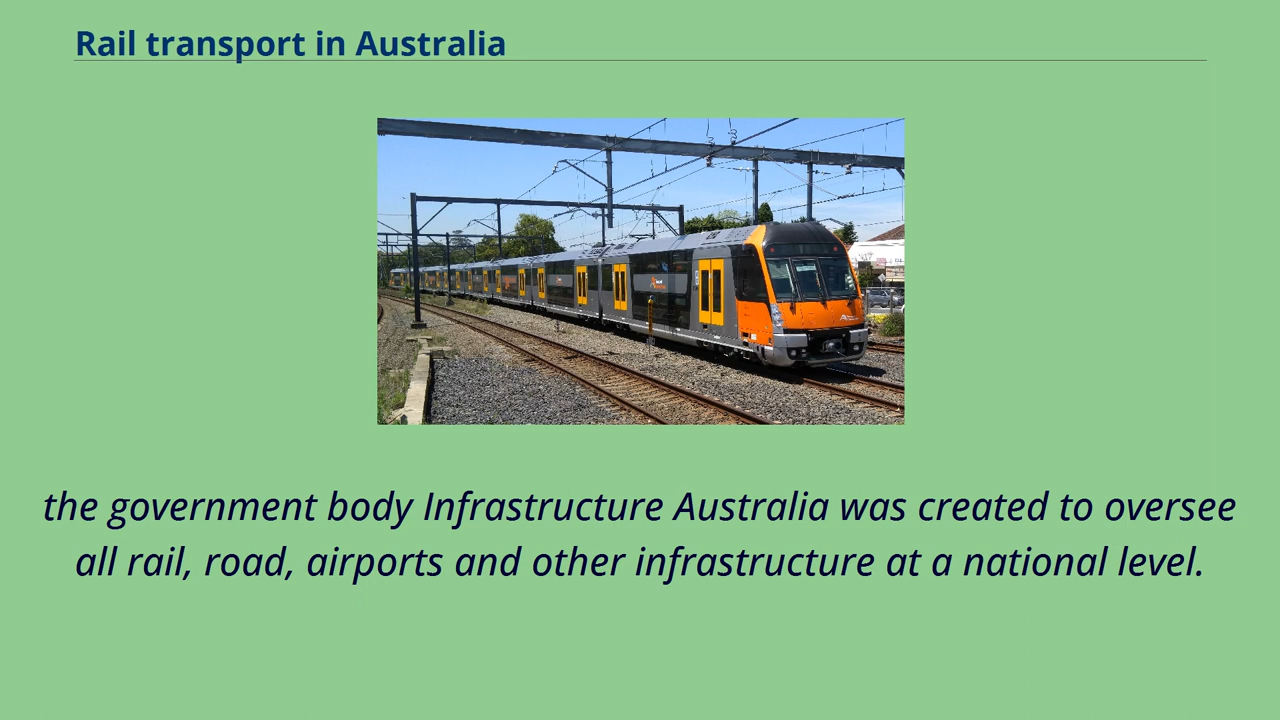 Rail transport in Australia
the government body Infrastructure Australia was created to oversee
all rail, road, airports and other infrastructure at a national level.